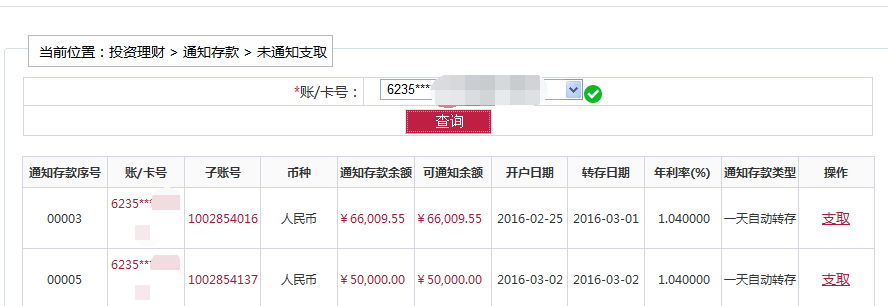 当前位置：投资理财 > 通知存款 > 未通知支取
*账/卡号： 6235***
查询
通知存款序号 账/卡号 子账号 币种 通知存款余额 可通知余额 开户日期 转存日期 年利率(%) 通知存款类型 操作
00003 6235*** 1002854016 人民币 ￥66,009.55 ￥66,009.55 2016-02-25 2016-03-01 1.040000 一天自动转存 支取
00005 6235*** 1002854137 人民币 ￥50,000.00 ￥50,000.00 2016-03-02 2016-03-02 1.040000 一天自动转存 支取